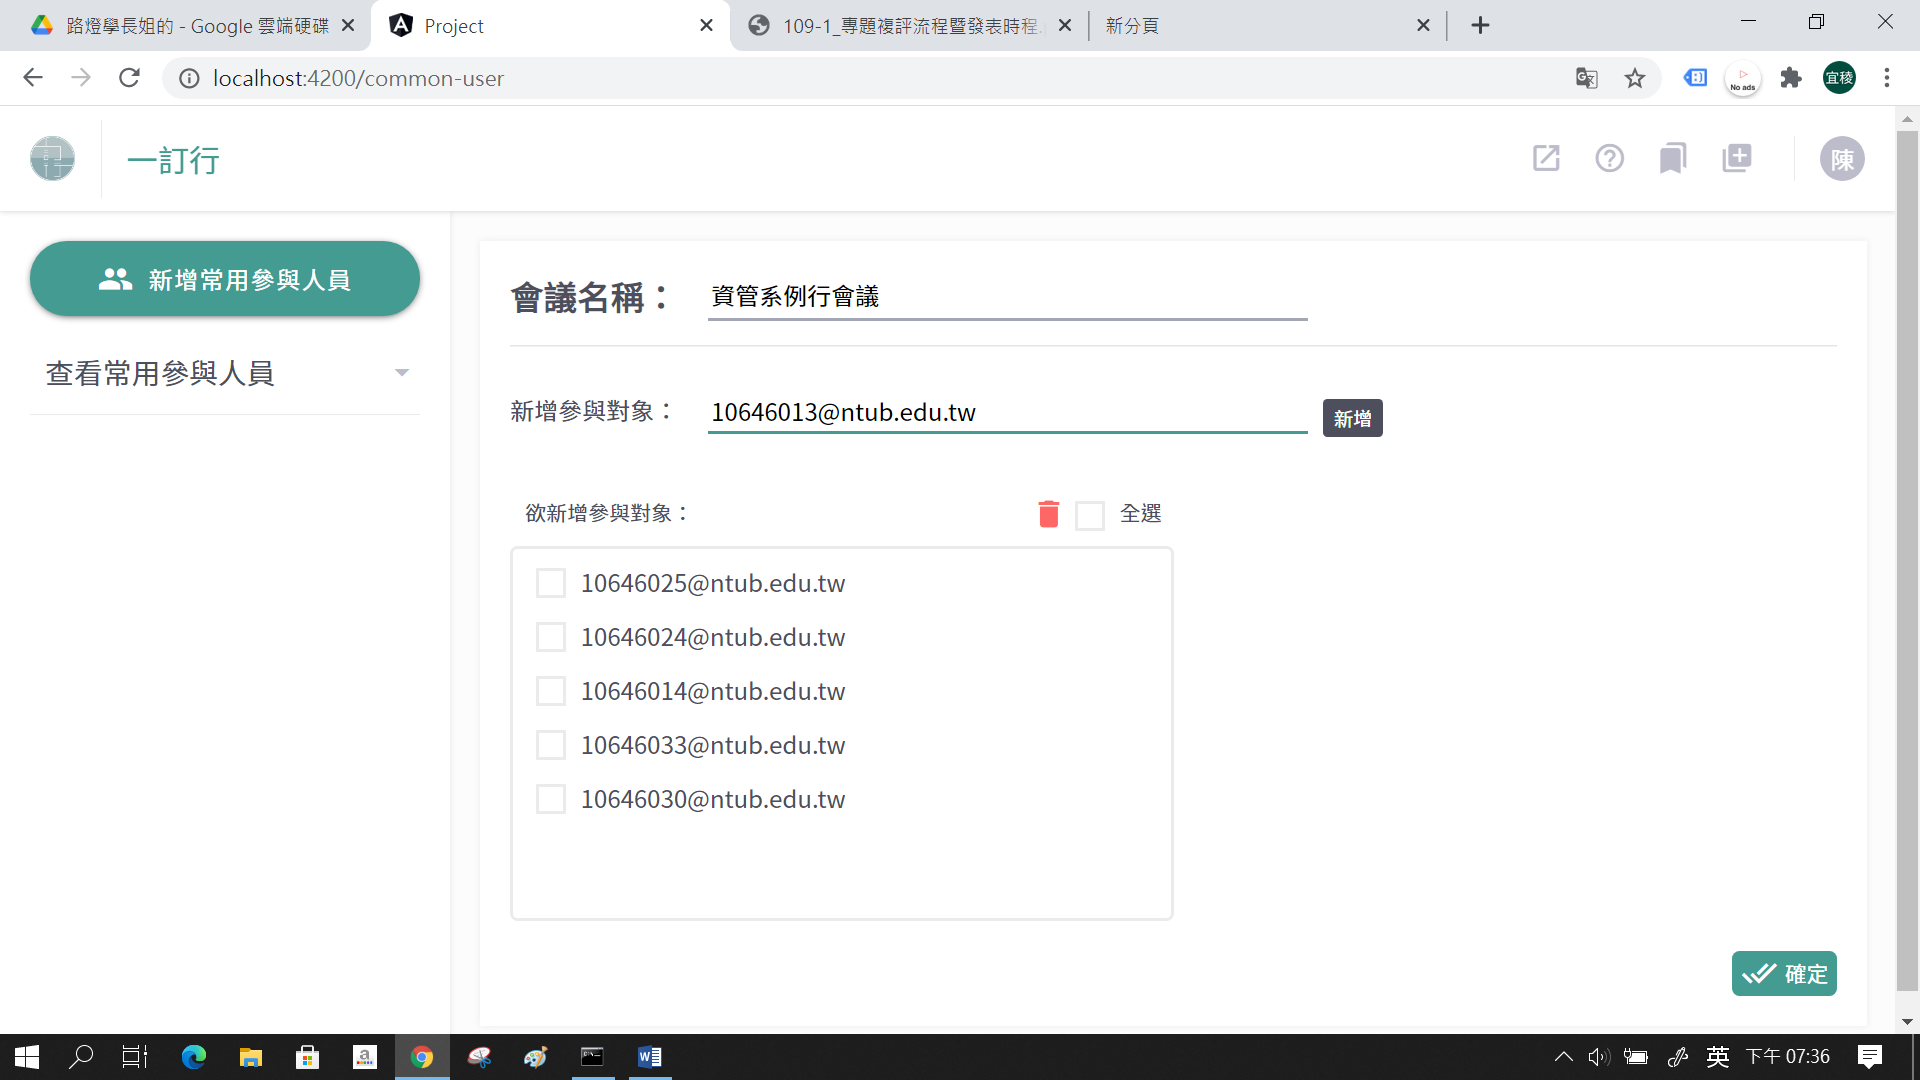 路燈學長姐的 - Google 雲端硬碟
Project
109-1_專題複評流程暨發表時程.
新分頁
localhost:4200/common-user
No ads
宜稜
一訂行
陳
新增常用參與人員
查看常用參與人員
會議名稱：
資管系例行會議
新增參與對象：
10646013@ntub.edu.tw
新增
欲新增參與對象：
全選
10646025@ntub.edu.tw
10646024@ntub.edu.tw
10646014@ntub.edu.tw
10646033@ntub.edu.tw
10646030@ntub.edu.tw
確定
英
下午 07:36